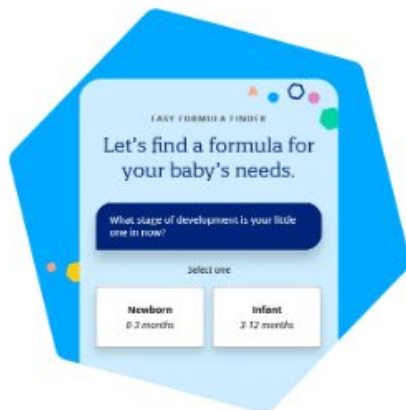 EASY FORMULA FINDER
Let's find a formula for
your baby's needs.
What stage of development is your little
one in now?
Select one
Newborn
Infant
0-3 months
3-12 months